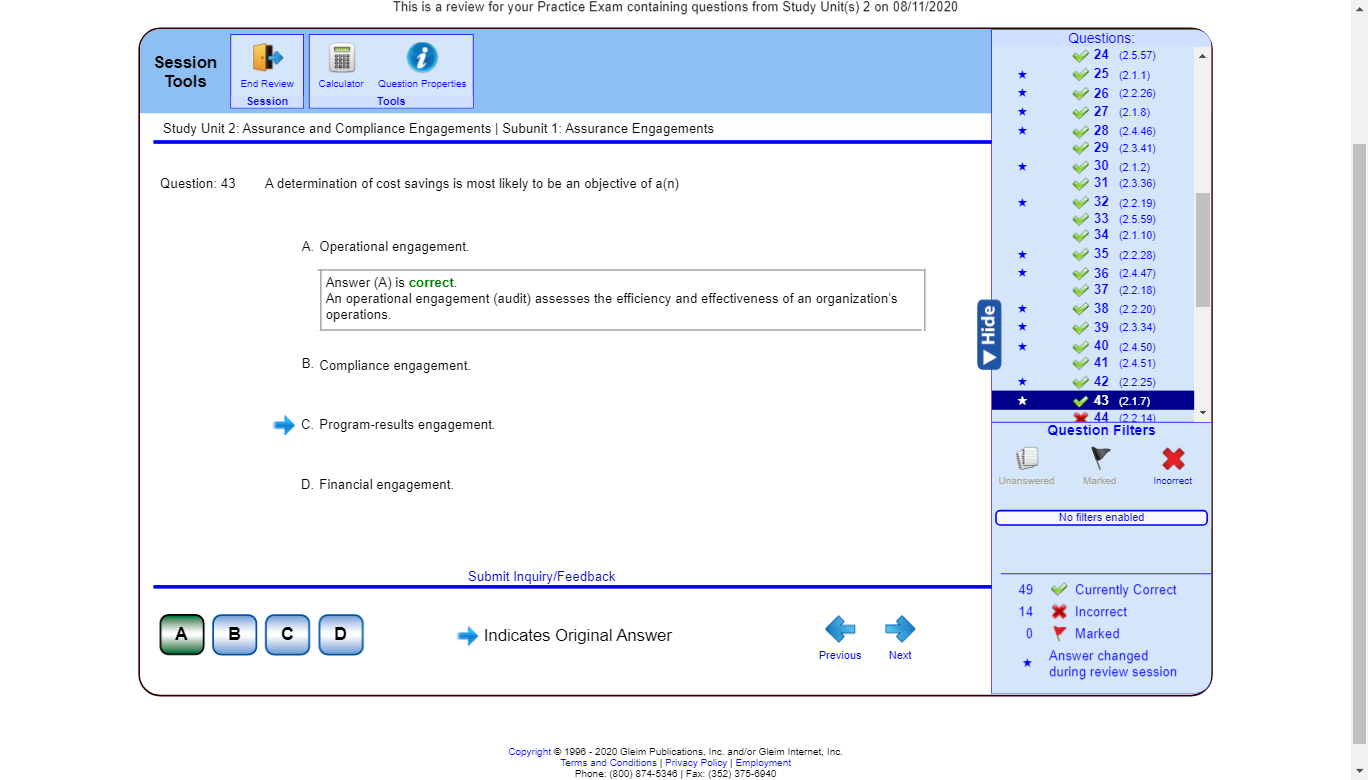 This is a review for your Practice Exam containing questions from Study Unit(s) 2 on 08/11/2020
Session Tools
End Review
Session
Calculator
Question Properties
Tools
Study Unit 2: Assurance and Compliance Engagements | Subunit 1: Assurance Engagements
Question: 43 A determination of cost savings is most likely to be an objective of a(n)
A. Operational engagement.
Answer (A) is correct.
An operational engagement (audit) assesses the efficiency and effectiveness of an organization's
operations.
B. Compliance engagement.
C. Program-results engagement.
D. Financial engagement.
Submit Inquiry/Feedback
A B C D
Indicates Original Answer
Previous
Next
Hide
Questions:
24 (2.5.57)
25 (2.1.1)
26 (2.2.26)
27 (2.1.8)
28 (2.4.46)
29 (2.3.41)
30 (2.1.2)
31 (2.3.36)
32 (2.2.19)
33 (2.5.59)
34 (2.1.10)
35 (2.2.28)
36 (2.4.47)
37 (2.2.18)
38 (2.2.20)
39 (2.3.34)
40 (2.4.50)
41 (2.4.51)
42 (2.2.25)
43 (2.1.7)
44 (2.2.14)
Question Filters
Unanswered
Marked
Incorrect
No filters enabled
49 Currently Correct
14 Incorrect
0 Marked
Answer changed
during review session
Copyright © 1996 - 2020 Gleim Publications, Inc. and/or Gleim Internet, Inc.
Terms and Conditions | Privacy Policy | Employment
Phone: (800) 874-5346 | Fax: (352) 375-6940